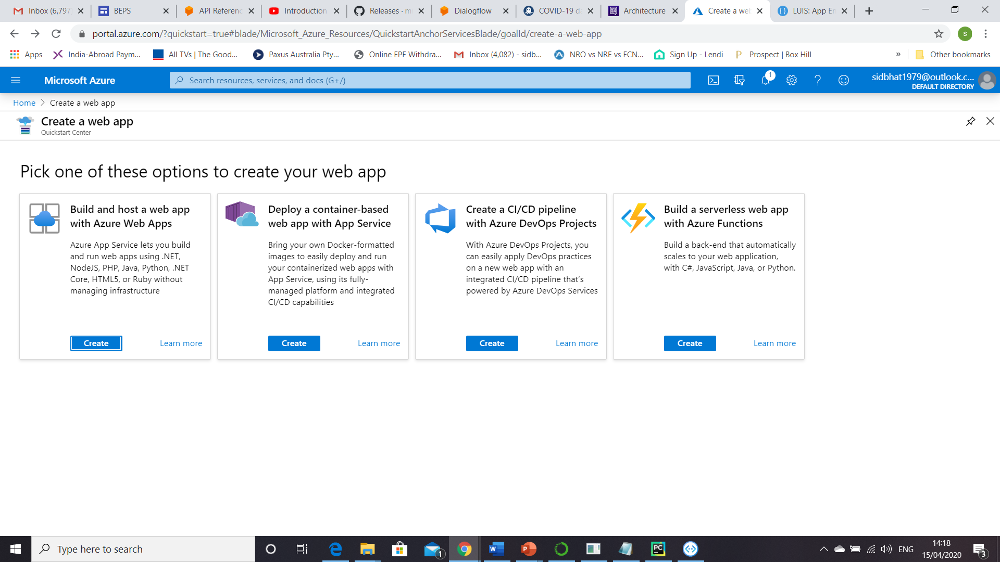 Inbox (6,797
BEPS
API Referenc
Introduction
Releases · m
Dialogflow
COVID-19 d
Architecture
Create a we
LUIS: App En
portal.azure.com/?quickstart=true#blade/Microsoft_Azure_Resources/QuickstartAnchorServicesBlade/goalId/create-a-web-app
s
Apps
India-Abroad Paym...
All TVs | The Good...
Paxus Australia Pty...
Online EPF Withdra...
Inbox (4,082) - sidb...
NRO vs NRE vs FCN...
Sign Up - Lendi
Prospect | Box Hill
»
Other bookmarks
Microsoft Azure
Search resources, services, and docs (G+/)
1
sidbhat1979@outlook.c...
DEFAULT DIRECTORY
Home > Create a web app
Create a web app
Quickstart Center
Pick one of these options to create your web app
Build and host a web app
with Azure Web Apps
Azure App Service lets you build
and run web apps using .NET,
NodeJS, PHP, Java, Python, .NET
Core, HTML5, or Ruby without
managing infrastructure
Create
Learn more
Deploy a container-based
web app with App Service
Bring your own Docker-formatted
images to easily deploy and run
your containerized web apps with
App Service, using its fully-
managed platform and integrated
CI/CD capabilities
Create
Learn more
Create a CI/CD pipeline
with Azure DevOps Projects
With Azure DevOps Projects, you
can easily apply DevOps practices
on a new web app with an
integrated CI/CD pipeline that's
powered by Azure DevOps Services
Create
Learn more
Build a serverless web app
with Azure Functions
Build a back-end that automatically
scales to your web application,
with C#, JavaScript, Java, or Python.
Create
Learn more
Type here to search
1
W
P
PC
ENG
14:18
15/04/2020
3